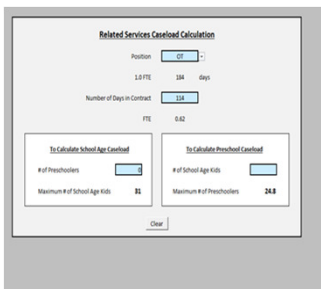 Related Services Caseload Calculation
Position OT
1.0 FTE 184 days
Number of Days in Contract 114
FTE 0.62
To Calculate School Age Caseload
# of Preschoolers 0
Maximum # of School Age Kids 31
To Calculate Preschool Caseload
# of School Age Kids
Maximum # of Preschoolers 24.8
Clear